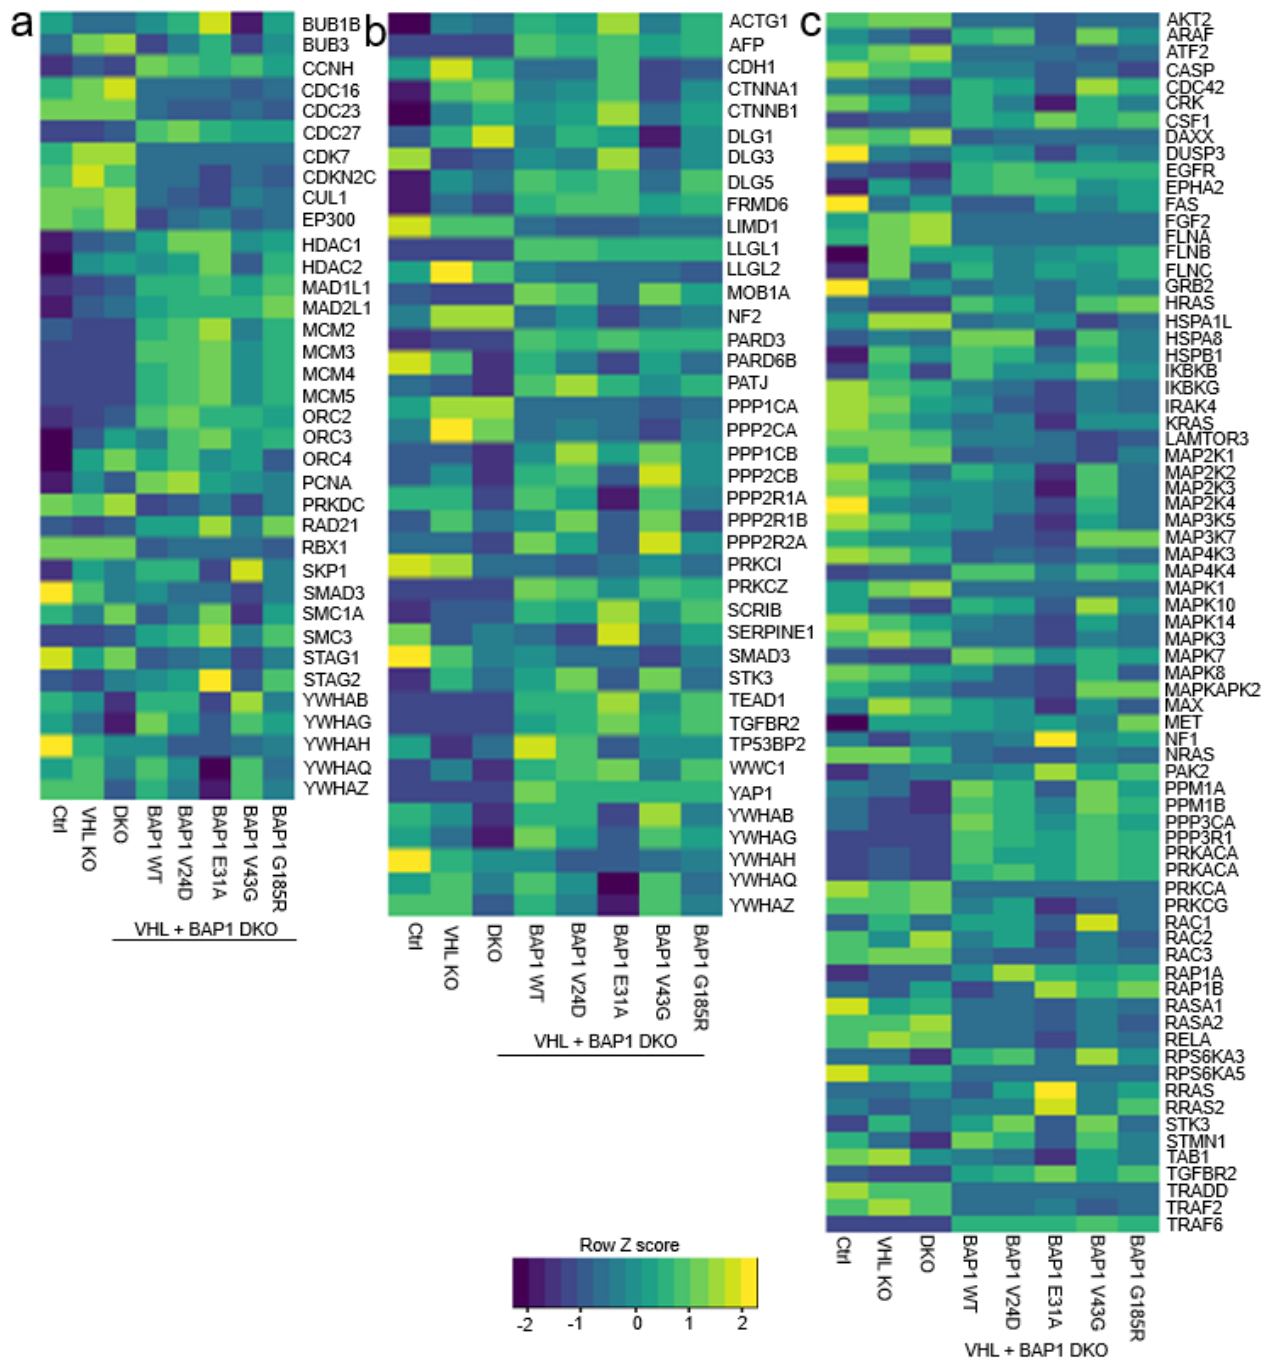 a
BUB1B
BUB3
CCNH
CDC16
CDC23
CDC27
CDK7
CDKN2C
CUL1
EP300
HDAC1
HDAC2
MAD1L1
MAD2L1
MCM2
MCM3
MCM4
MCM5
ORC2
ORC3
ORC4
PCNA
PRKDC
RAD21
RBX1
SKP1
SMAD3
SMC1A
SMC3
STAG1
STAG2
YWHAB
YWHAG
YWHAH
YWHAQ
YWHAZ
Ctrl
VHL KO
DKO
BAP1 WT
BAP1 V24D
BAP1 E31A
BAP1 V43G
BAP1 G185R
VHL + BAP1 DKO
b
ACTG1
AFP
CDH1
CTNNA1
CTNNB1
DLG1
DLG3
DLG5
FRMD6
LIMD1
LLGL1
LLGL2
MOB1A
NF2
PARD3
PARD6B
PATJ
PPP1CA
PPP2CA
PPP1CB
PPP2CB
PPP2R1A
PPP2R1B
PPP2R2A
PRKCI
PRKCZ
SCRIB
SERPINE1
SMAD3
STK3
TEAD1
TGFBR2
TP53BP2
WWC1
YAP1
YWHAB
YWHAG
YWHAH
YWHAQ
YWHAZ
Ctrl
VHL KO
DKO
BAP1 WT
BAP1 V24D
BAP1 E31A
BAP1 V43G
BAP1 G185R
VHL + BAP1 DKO
c
AKT2
ARAF
ATF2
CASP
CDC42
CRK
CSF1
DAXX
DUSP3
EGFR
EPHA2
FAS
FGF2
FLNA
FLNB
FLNC
GRB2
HRAS
HSPA1L
HSPA8
HSPB1
IKBKB
IKBKG
IRAK4
KRAS
LAMTOR3
MAP2K1
MAP2K2
MAP2K3
MAP2K4
MAP3K5
MAP3K7
MAP4K3
MAP4K4
MAPK1
MAPK10
MAPK14
MAPK3
MAPK7
MAPK8
MAPKAPK2
MAX
MET
NF1
NRAS
PAK2
PPM1A
PPM1B
PPP3CA
PPP3R1
PRKACA
PRKACA
PRKCA
PRKCG
RAC1
RAC2
RAC3
RAP1A
RAP1B
RASA1
RASA2
RELA
RPS6KA3
RPS6KA5
RRAS
RRAS2
STK3
STMN1
TAB1
TGFBR2
TRADD
TRAF2
TRAF6
Ctrl
VHL KO
DKO
BAP1 WT
BAP1 V24D
BAP1 E31A
BAP1 V43G
BAP1 G185R
VHL + BAP1 DKO
Row Z score
-2 -1 0 1 2